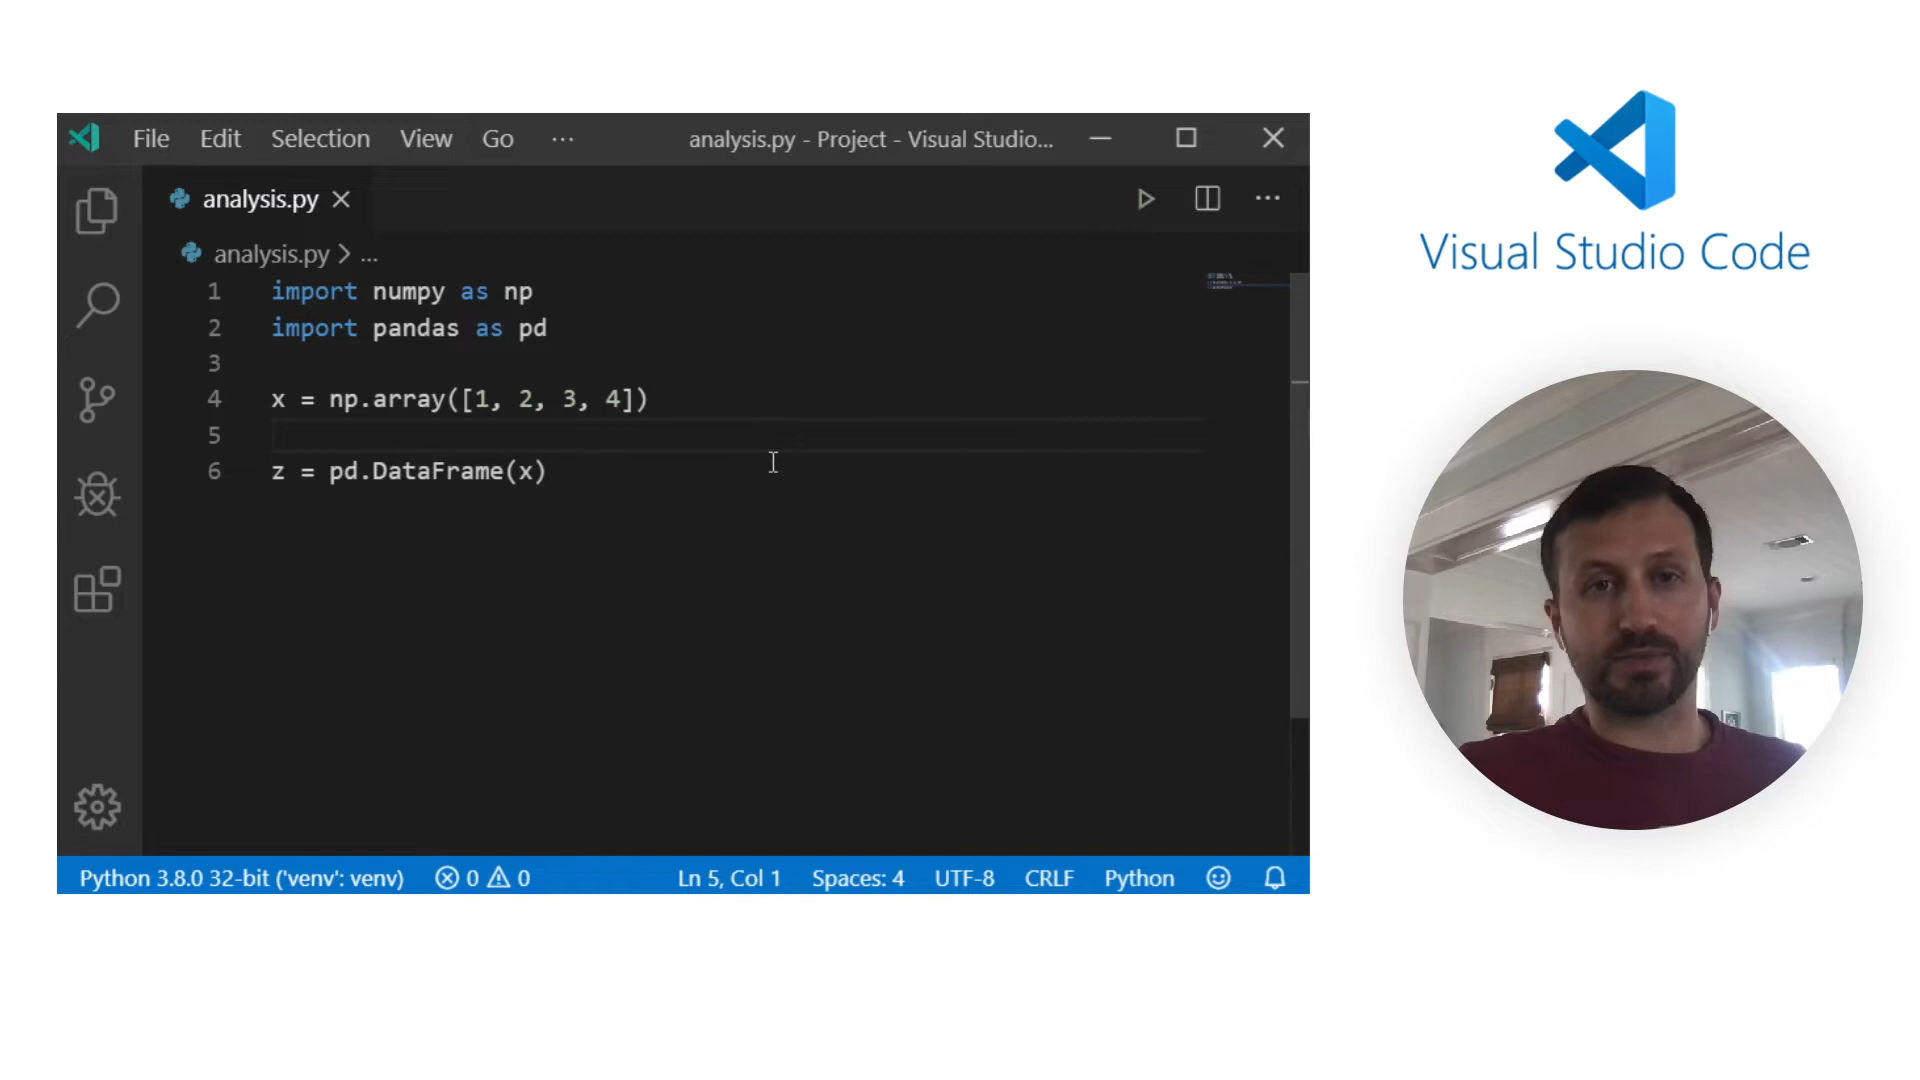 File Edit Selection View Go ··· analysis.py - Project - Visual Studio...
analysis.py
analysis.py > ...
1 import numpy as np
2 import pandas as pd
3
4 x = np.array([1, 2, 3, 4])
5
6 z = pd.DataFrame(x)
Python 3.8.0 32-bit ('venv': venv) 0 0 Ln 5, Col 1 Spaces: 4 UTF-8 CRLF Python
Visual Studio Code